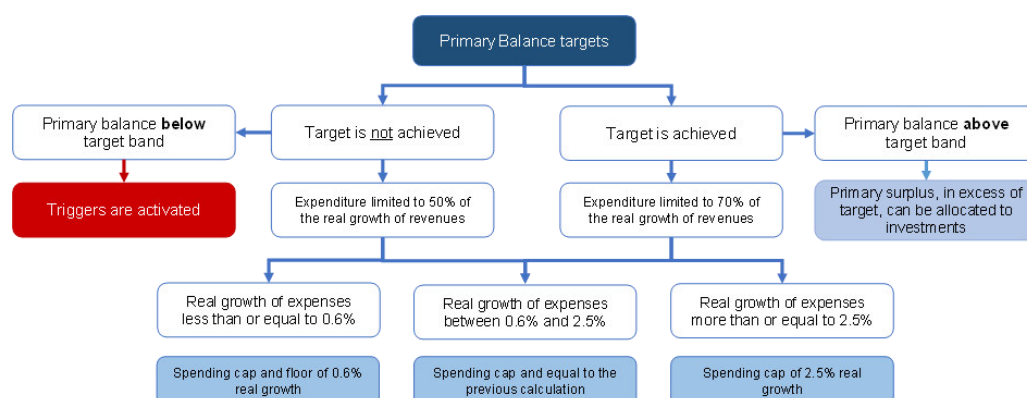 Primary Balance targets
Primary balance below
target band
Target is not achieved
Target is achieved
Primary balance above
target band
Triggers are activated
Expenditure limited to 50% of
the real growth of revenues
Expenditure limited to 70% of
the real growth of revenues
Primary surplus, in excess of
target, can be allocated to
investments
Real growth of expenses
less than or equal to 0.6%
Real growth of expenses
between 0.6% and 2.5%
Real growth of expenses
more than or equal to 2.5%
Spending cap and floor of 0.6%
real growth
Spending cap and equal to the
previous calculation
Spending cap of 2.5% real
growth